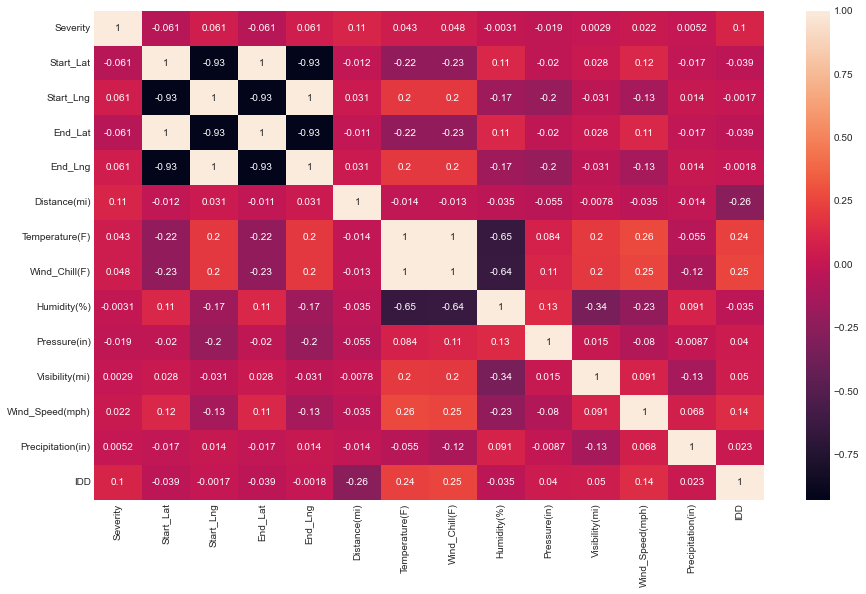 Severity 1 -0.061 0.061 -0.061 0.061 0.11 0.043 0.048 -0.0031 -0.019 0.0029 0.022 0.0052 0.1
Start_Lat -0.061 1 -0.93 1 -0.93 -0.012 -0.22 -0.23 0.11 -0.02 0.028 0.12 -0.017 -0.039
Start_Lng 0.061 -0.93 1 -0.93 1 0.031 0.2 0.2 -0.17 -0.2 -0.031 -0.13 0.014 -0.0017
End_Lat -0.061 1 -0.93 1 -0.93 -0.011 -0.22 -0.23 0.11 -0.02 0.028 0.11 -0.017 -0.039
End_Lng 0.061 -0.93 1 -0.93 1 0.031 0.2 0.2 -0.17 -0.2 -0.031 -0.13 0.014 -0.0018
Distance(mi) 0.11 -0.012 0.031 -0.011 0.031 1 -0.014 -0.013 -0.035 -0.055 -0.0078 -0.035 -0.014 -0.26
Temperature(F) 0.043 -0.22 0.2 -0.22 0.2 -0.014 1 1 -0.65 0.084 0.2 0.26 -0.055 0.24
Wind_Chill(F) 0.048 -0.23 0.2 -0.23 0.2 -0.013 1 1 -0.64 0.11 0.2 0.25 -0.12 0.25
Humidity(%) -0.0031 0.11 -0.17 0.11 -0.17 -0.035 -0.65 -0.64 1 0.13 -0.34 -0.23 0.091 -0.035
Pressure(in) -0.019 -0.02 -0.2 -0.02 -0.2 -0.055 0.084 0.11 0.13 1 0.015 -0.08 -0.0087 0.04
Visibility(mi) 0.0029 0.028 -0.031 0.028 -0.031 -0.0078 0.2 0.2 -0.34 0.015 1 0.091 -0.13 0.05
Wind_Speed(mph) 0.022 0.12 -0.13 0.11 -0.13 -0.035 0.26 0.25 -0.23 -0.08 0.091 1 0.068 0.14
Precipitation(in) 0.0052 -0.017 0.014 -0.017 0.014 -0.014 -0.055 -0.12 0.091 -0.0087 -0.13 0.068 1 0.023
IDD 0.1 -0.039 -0.0017 -0.039 -0.0018 -0.26 0.24 0.25 -0.035 0.04 0.05 0.14 0.023 1
Severity
Start_Lat
Start_Lng
End_Lat
End_Lng
Distance(mi)
Temperature(F)
Wind_Chill(F)
Humidity(%)
Pressure(in)
Visibility(mi)
Wind_Speed(mph)
Precipitation(in)
IDD
1.00
0.75
0.50
0.25
0.00
-0.25
-0.50
-0.75